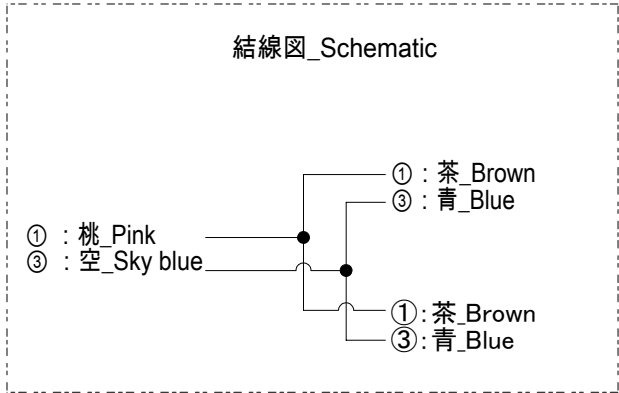 結線図_Schematic
① : 茶_Brown
③ : 青_Blue
① : 桃_Pink
③ : 空_Sky blue
①: 茶_Brown
③: 青_Blue